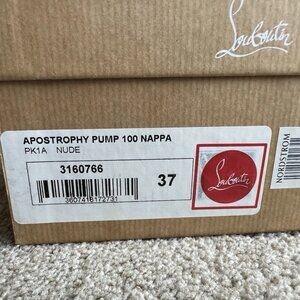 Louboutin
APOSTROPHY PUMP 100 NAPPA
PK1A NUDE
3160766
37
Louboutin
NORDSTROM